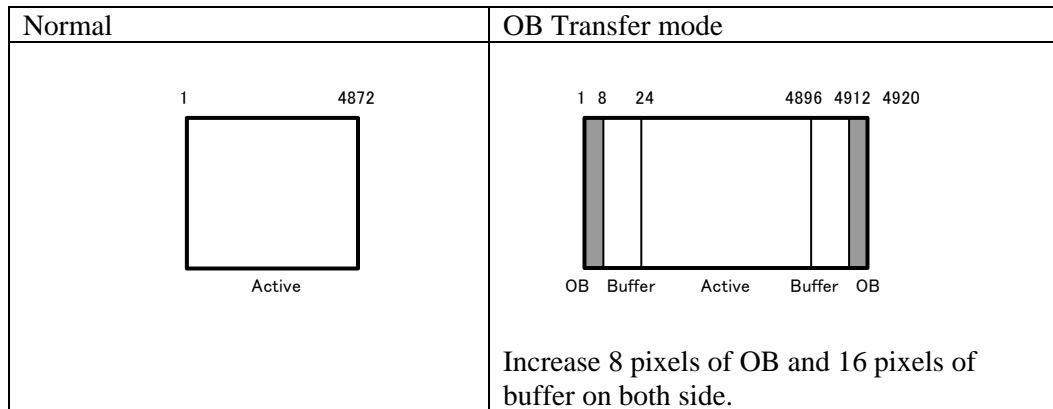 Normal
OB Transfer mode
1 4872
Active
1 8 24 4896 4912 4920
OB Buffer Active Buffer OB
Increase 8 pixels of OB and 16 pixels of
buffer on both side.